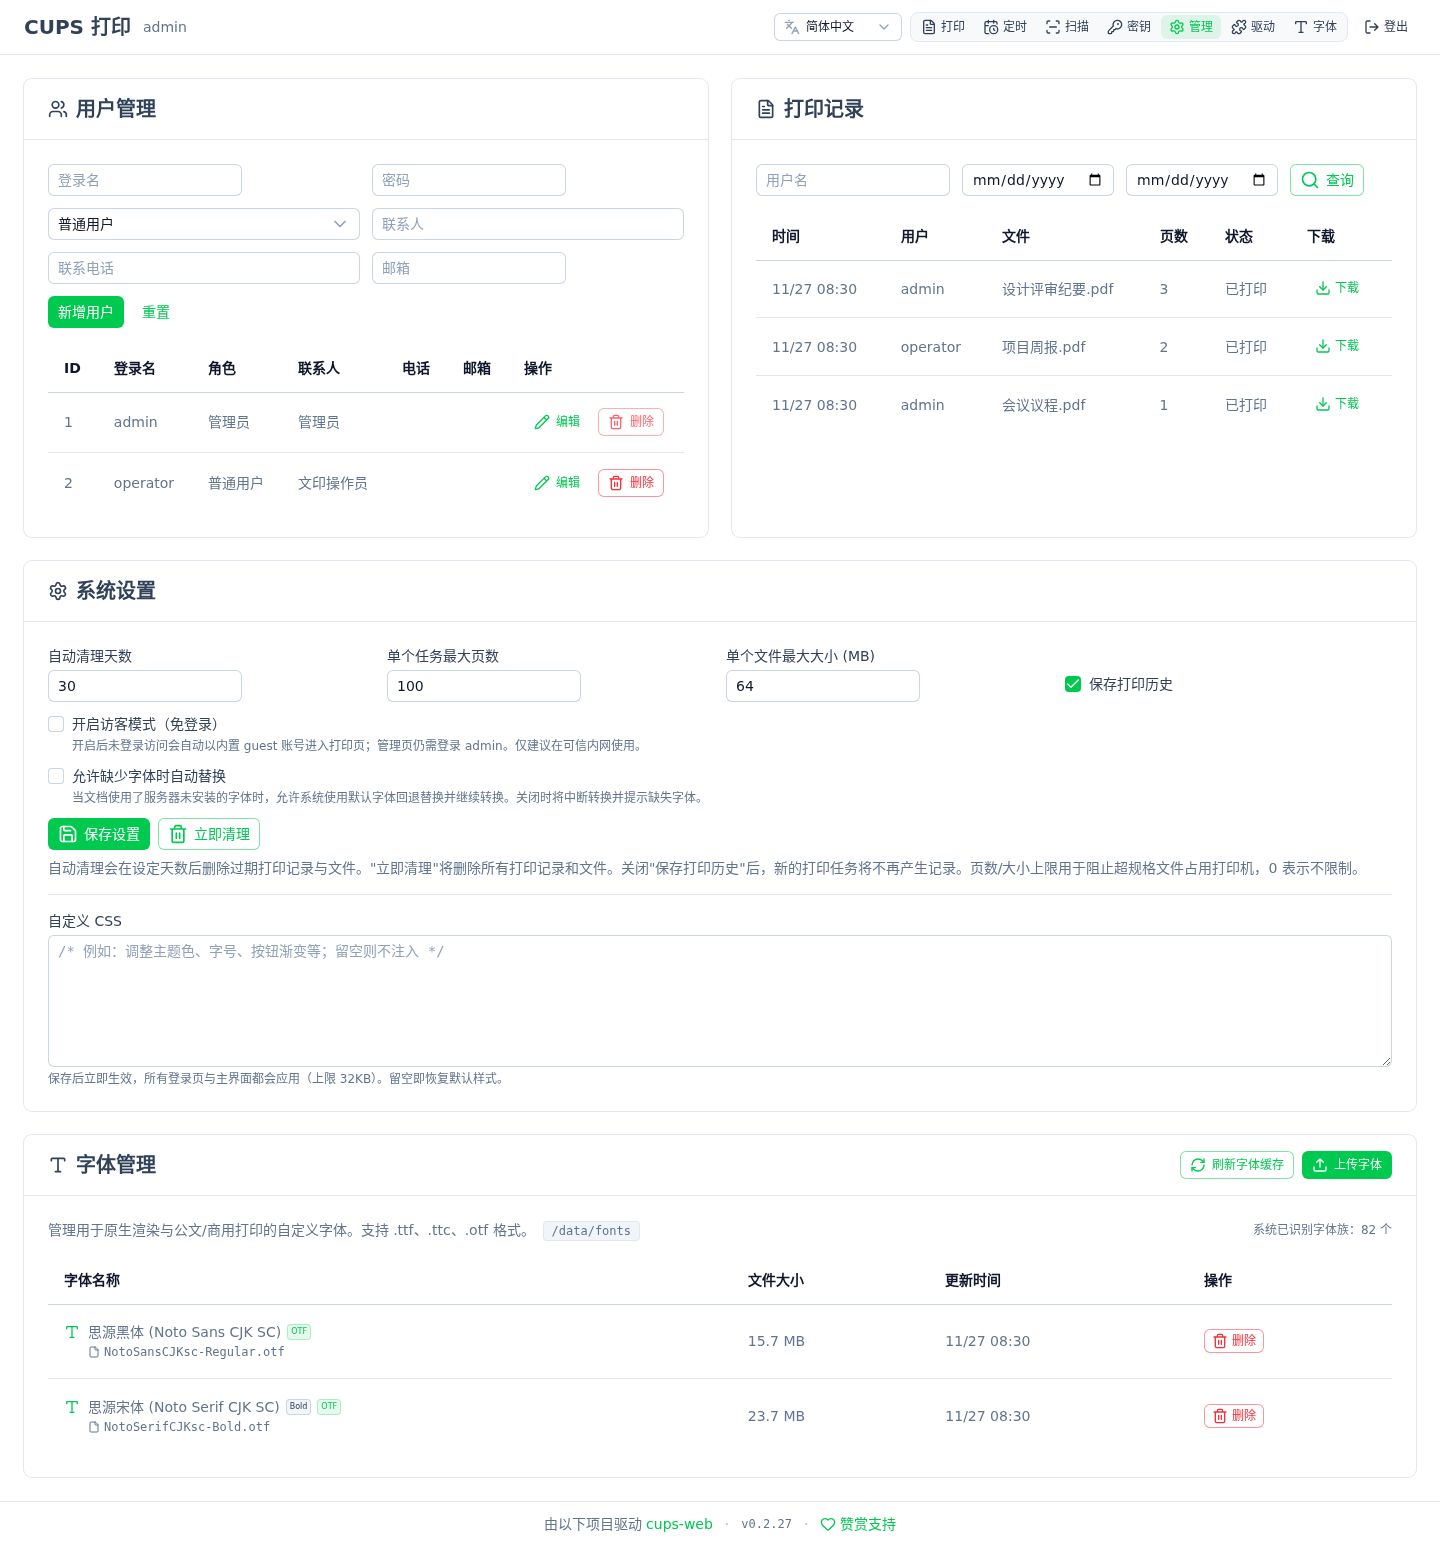 CUPS 打印 admin 简体中文 打印 定时 扫描 密钥 管理 驱动 字体 登出
用户管理
登录名 密码
普通用户 联系人
联系电话 邮箱
新增用户 重置
ID 登录名 角色 联系人 电话 邮箱 操作
1 admin 管理员 管理员 编辑 删除
2 operator 普通用户 文印操作员 编辑 删除
打印记录
用户名 mm/dd/yyyy mm/dd/yyyy 查询
时间 用户 文件 页数 状态 下载
11/27 08:30 admin 设计评审纪要.pdf 3 已打印 下载
11/27 08:30 operator 项目周报.pdf 2 已打印 下载
11/27 08:30 admin 会议议程.pdf 1 已打印 下载
系统设置
自动清理天数 单个任务最大页数 单个文件最大大小 (MB)
30 100 64 保存打印历史
开启访客模式（免登录）
开启后未登录访问会自动以内置 guest 账号进入打印页；管理页仍需登录 admin。仅建议在可信内网使用。
允许缺少字体时自动替换
当文档使用了服务器未安装的字体时，允许系统使用默认字体回退替换并继续转换。关闭时将中断转换并提示缺失字体。
保存设置 立即清理
自动清理会在设定天数后删除过期打印记录与文件。"立即清理"将删除所有打印记录和文件。关闭"保存打印历史"后，新的打印任务将不再产生记录。页数/大小上限用于阻止超规格文件占用打印机，0 表示不限制。
自定义 CSS
/* 例如：调整主题色、字号、按钮渐变等；留空则不注入 */
保存后立即生效，所有登录页与主界面都会应用（上限 32KB）。留空即恢复默认样式。
字体管理 刷新字体缓存 上传字体
管理用于原生渲染与公文/商用打印的自定义字体。支持 .ttf、.ttc、.otf 格式。 /data/fonts 系统已识别字体族：82 个
字体名称 文件大小 更新时间 操作
思源黑体 (Noto Sans CJK SC) OTF
NotoSansCJKsc-Regular.otf
15.7 MB 11/27 08:30 删除
思源宋体 (Noto Serif CJK SC) Bold OTF
NotoSerifCJKsc-Bold.otf
23.7 MB 11/27 08:30 删除
由以下项目驱动 cups-web · v0.2.27 · 赞赏支持